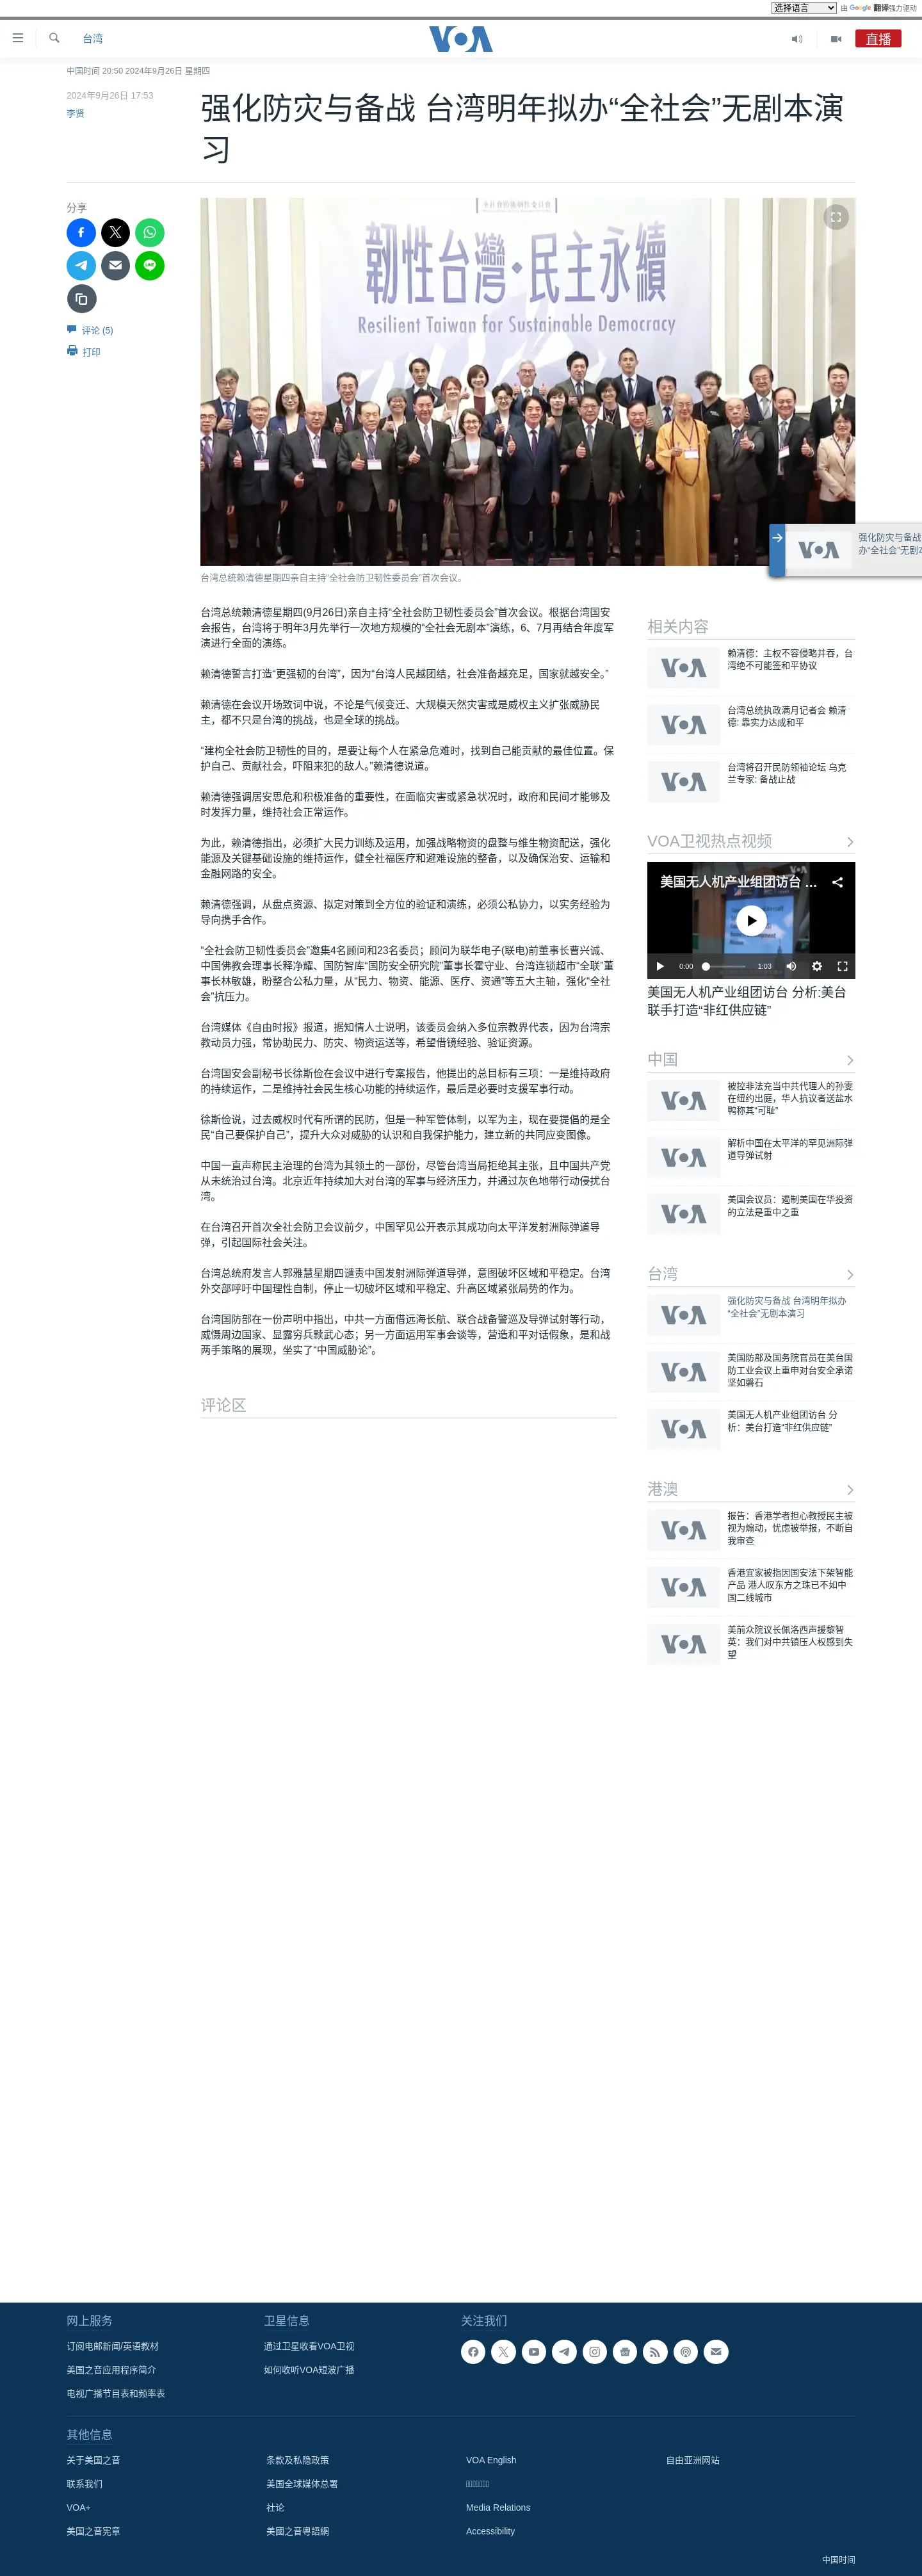 选择语言 由 Google 翻译强力驱动
台湾
VOA
直播
中国时间 20:50 2024年9月26日 星期四
2024年9月26日 17:53
李贤
强化防灾与备战 台湾明年拟办“全社会”无剧本演
习
分享
评论 (5)
打印
全社會防衛韌性委員會
韌性台灣·民主永續
Resilient Taiwan for Sustainable Democracy
台湾总统赖清德星期四亲自主持“全社会防卫韧性委员会”首次会议。
VOA
强化防灾与备战
办“全社会”无剧本
台湾总统赖清德星期四(9月26日)亲自主持“全社会防卫韧性委员会”首次会议。根据台湾国安
会报告，台湾将于明年3月先举行一次地方规模的“全社会无剧本”演练，6、7月再结合年度军
演进行全面的演练。
赖清德誓言打造“更强韧的台湾”，因为“台湾人民越团结，社会准备越充足，国家就越安全。”
赖清德在会议开场致词中说，不论是气候变迁、大规模天然灾害或是威权主义扩张威胁民
主，都不只是台湾的挑战，也是全球的挑战。
“建构全社会防卫韧性的目的，是要让每个人在紧急危难时，找到自己能贡献的最佳位置。保
护自己、贡献社会，吓阻来犯的敌人。”赖清德说道。
赖清德强调居安思危和积极准备的重要性，在面临灾害或紧急状况时，政府和民间才能够及
时发挥力量，维持社会正常运作。
为此，赖清德指出，必须扩大民力训练及运用，加强战略物资的盘整与维生物资配送，强化
能源及关键基础设施的维持运作，健全社福医疗和避难设施的整备，以及确保治安、运输和
金融网路的安全。
赖清德强调，从盘点资源、拟定对策到全方位的验证和演练，必须公私协力，以实务经验为
导向携手合作。
“全社会防卫韧性委员会”邀集4名顾问和23名委员；顾问为联华电子(联电)前董事长曹兴诚、
中国佛教会理事长释净耀、国防智库“国防安全研究院”董事长霍守业、台湾连锁超市“全联”董
事长林敏雄，盼整合公私力量，从“民力、物资、能源、医疗、资通”等五大主轴，强化“全社
会”抗压力。
台湾媒体《自由时报》报道，据知情人士说明，该委员会纳入多位宗教界代表，因为台湾宗
教动员力强，常协助民力、防灾、物资运送等，希望借镜经验、验证资源。
台湾国安会副秘书长徐斯俭在会议中进行专案报告，他提出的总目标有三项：一是维持政府
的持续运作，二是维持社会民生核心功能的持续运作，最后是必要时支援军事行动。
徐斯俭说，过去威权时代有所谓的民防，但是一种军管体制，以军为主，现在要提倡的是全
民“自己要保护自己”，提升大众对威胁的认识和自我保护能力，建立新的共同应变图像。
中国一直声称民主治理的台湾为其领土的一部份，尽管台湾当局拒绝其主张，且中国共产党
从未统治过台湾。北京近年持续加大对台湾的军事与经济压力，并通过灰色地带行动侵扰台
湾。
在台湾召开首次全社会防卫会议前夕，中国罕见公开表示其成功向太平洋发射洲际弹道导
弹，引起国际社会关注。
台湾总统府发言人郭雅慧星期四谴责中国发射洲际弹道导弹，意图破坏区域和平稳定。台湾
外交部呼吁中国理性自制，停止一切破坏区域和平稳定、升高区域紧张局势的作为。
台湾国防部在一份声明中指出，中共一方面借远海长航、联合战备警巡及导弹试射等行动，
威慑周边国家、显露穷兵黩武心态；另一方面运用军事会谈等，营造和平对话假象，是和战
两手策略的展现，坐实了“中国威胁论”。
评论区
相关内容
VOA
赖清德：主权不容侵略并吞，台
湾绝不可能签和平协议
VOA
台湾总统执政满月记者会 赖清
德: 靠实力达成和平
VOA
台湾将召开民防领袖论坛 乌克
兰专家: 备战止战
VOA卫视热点视频
美国无人机产业组团访台 ...
VOA
0:00
1:03
美国无人机产业组团访台 分析:美台
联手打造“非红供应链”
中国
VOA
被控非法充当中共代理人的孙雯
在纽约出庭，华人抗议者送盐水
鸭称其“可耻”
VOA
解析中国在太平洋的罕见洲际弹
道导弹试射
VOA
美国会议员：遏制美国在华投资
的立法是重中之重
台湾
VOA
强化防灾与备战 台湾明年拟办
“全社会”无剧本演习
VOA
美国防部及国务院官员在美台国
防工业会议上重申对台安全承诺
坚如磐石
VOA
美国无人机产业组团访台 分
析：美台打造“非红供应链”
港澳
VOA
报告：香港学者担心教授民主被
视为煽动，忧虑被举报，不断自
我审查
VOA
香港宜家被指因国安法下架智能
产品 港人叹东方之珠已不如中
国二线城市
VOA
美前众院议长佩洛西声援黎智
英：我们对中共镇压人权感到失
望
网上服务
订阅电邮新闻/英语教材
美国之音应用程序简介
电视广播节目表和频率表
卫星信息
通过卫星收看VOA卫视
如何收听VOA短波广播
关注我们
其他信息
关于美国之音
条款及私隐政策
VOA English
自由亚洲网站
联系我们
美国全球媒体总署
VOA+
社论
Media Relations
美国之音宪章
美國之音粵語網
Accessibility
中国时间